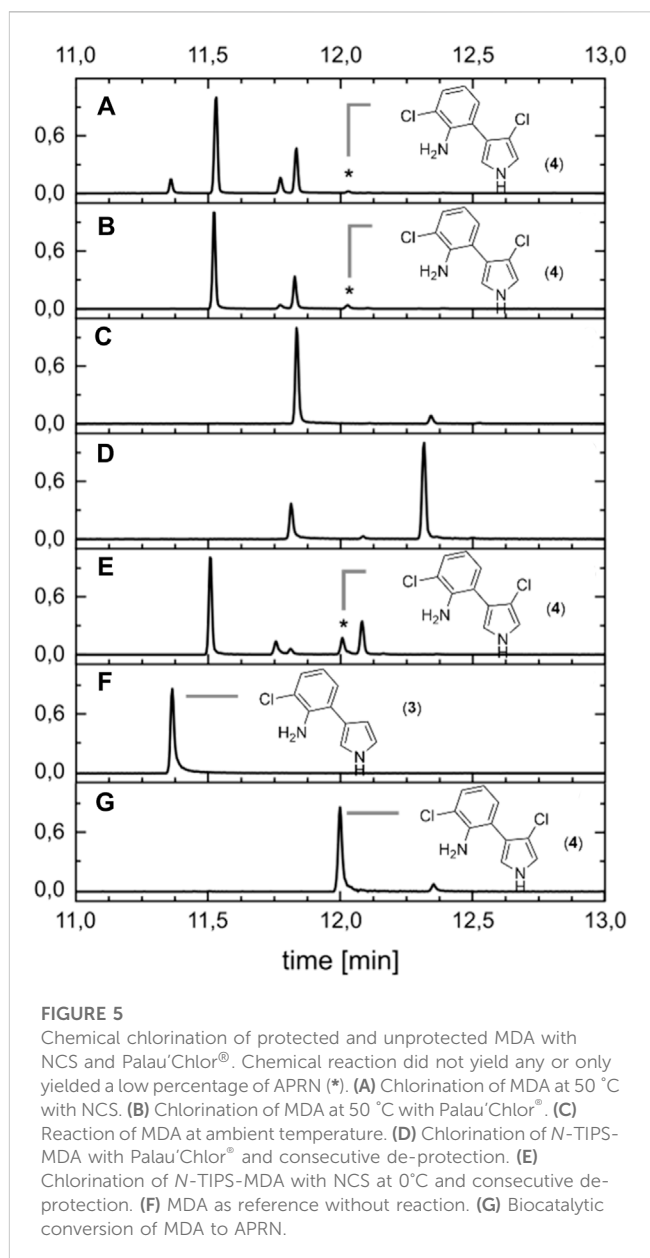 11,0 11,5 12,0 12,5 13,0
A
0,6
0,0
*
Cl
Cl
H₂N
N
H
(4)
B
0,6
0,0
*
Cl
Cl
H₂N
N
H
(4)
C
0,6
0,0
D
0,6
0,0
E
0,6
0,0
*
Cl
Cl
H₂N
N
H
(4)
F
0,6
0,0
Cl
H₂N
N
H
(3)
G
0,6
0,0
Cl
Cl
H₂N
N
H
(4)
11,0 11,5 12,0 12,5 13,0
time [min]
FIGURE 5
Chemical chlorination of protected and unprotected MDA with
NCS and Palau'Chlor®. Chemical reaction did not yield any or only
yielded a low percentage of APRN (*). (A) Chlorination of MDA at 50 °C
with NCS. (B) Chlorination of MDA at 50 °C with Palau'Chlor®. (C)
Reaction of MDA at ambient temperature. (D) Chlorination of N-TIPS-
MDA with Palau'Chlor® and consecutive de-protection. (E)
Chlorination of N-TIPS-MDA with NCS at 0°C and consecutive de-
protection. (F) MDA as reference without reaction. (G) Biocatalytic
conversion of MDA to APRN.